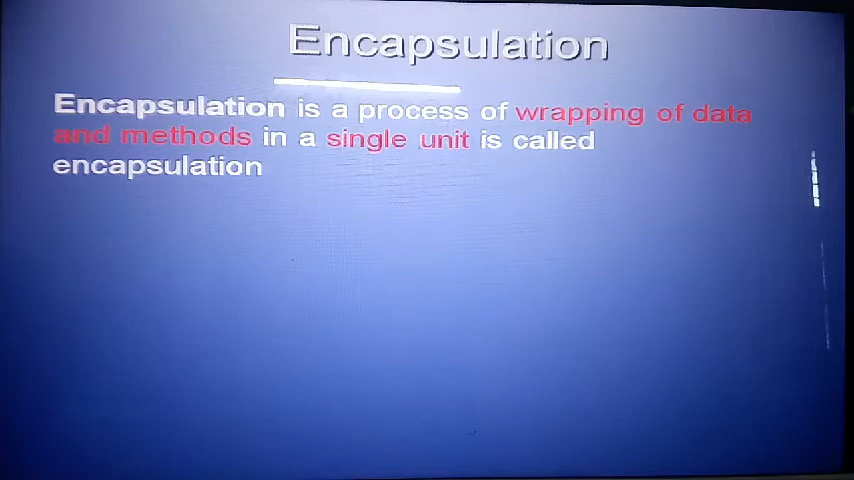 Encapsulation
Encapsulation is a process of wrapping of data
and methods in a single unit is called
encapsulation